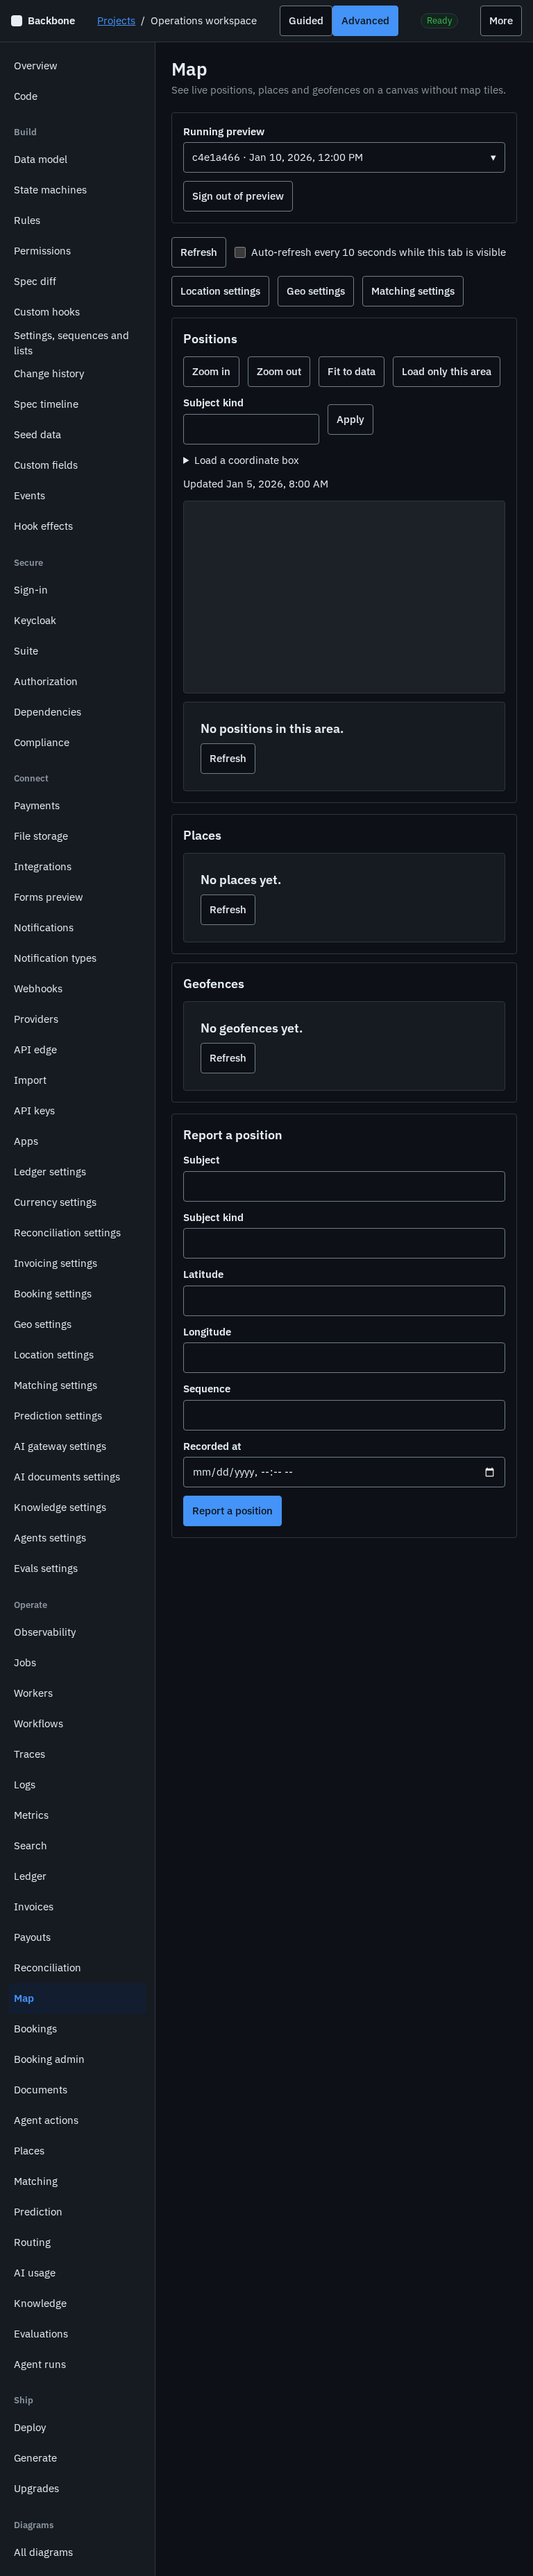 Backbone
Projects / Operations workspace
Guided
Advanced
Ready
More
Overview
Code
Build
Data model
State machines
Rules
Permissions
Spec diff
Custom hooks
Settings, sequences and
lists
Change history
Spec timeline
Seed data
Custom fields
Events
Hook effects
Secure
Sign-in
Keycloak
Suite
Authorization
Dependencies
Compliance
Connect
Payments
File storage
Integrations
Forms preview
Notifications
Notification types
Webhooks
Providers
API edge
Import
API keys
Apps
Ledger settings
Currency settings
Reconciliation settings
Invoicing settings
Booking settings
Geo settings
Location settings
Matching settings
Prediction settings
AI gateway settings
AI documents settings
Knowledge settings
Agents settings
Evals settings
Operate
Observability
Jobs
Workers
Workflows
Traces
Logs
Metrics
Search
Ledger
Invoices
Payouts
Reconciliation
Map
Bookings
Booking admin
Documents
Agent actions
Places
Matching
Prediction
Routing
AI usage
Knowledge
Evaluations
Agent runs
Ship
Deploy
Generate
Upgrades
Diagrams
All diagrams
Map
See live positions, places and geofences on a canvas without map tiles.
Running preview
c4e1a466 · Jan 10, 2026, 12:00 PM
Sign out of preview
Refresh
Auto-refresh every 10 seconds while this tab is visible
Location settings
Geo settings
Matching settings
Positions
Zoom in
Zoom out
Fit to data
Load only this area
Subject kind
Apply
Load a coordinate box
Updated Jan 5, 2026, 8:00 AM
No positions in this area.
Refresh
Places
No places yet.
Refresh
Geofences
No geofences yet.
Refresh
Report a position
Subject
Subject kind
Latitude
Longitude
Sequence
Recorded at
mm/dd/yyyy, --:-- --
Report a position